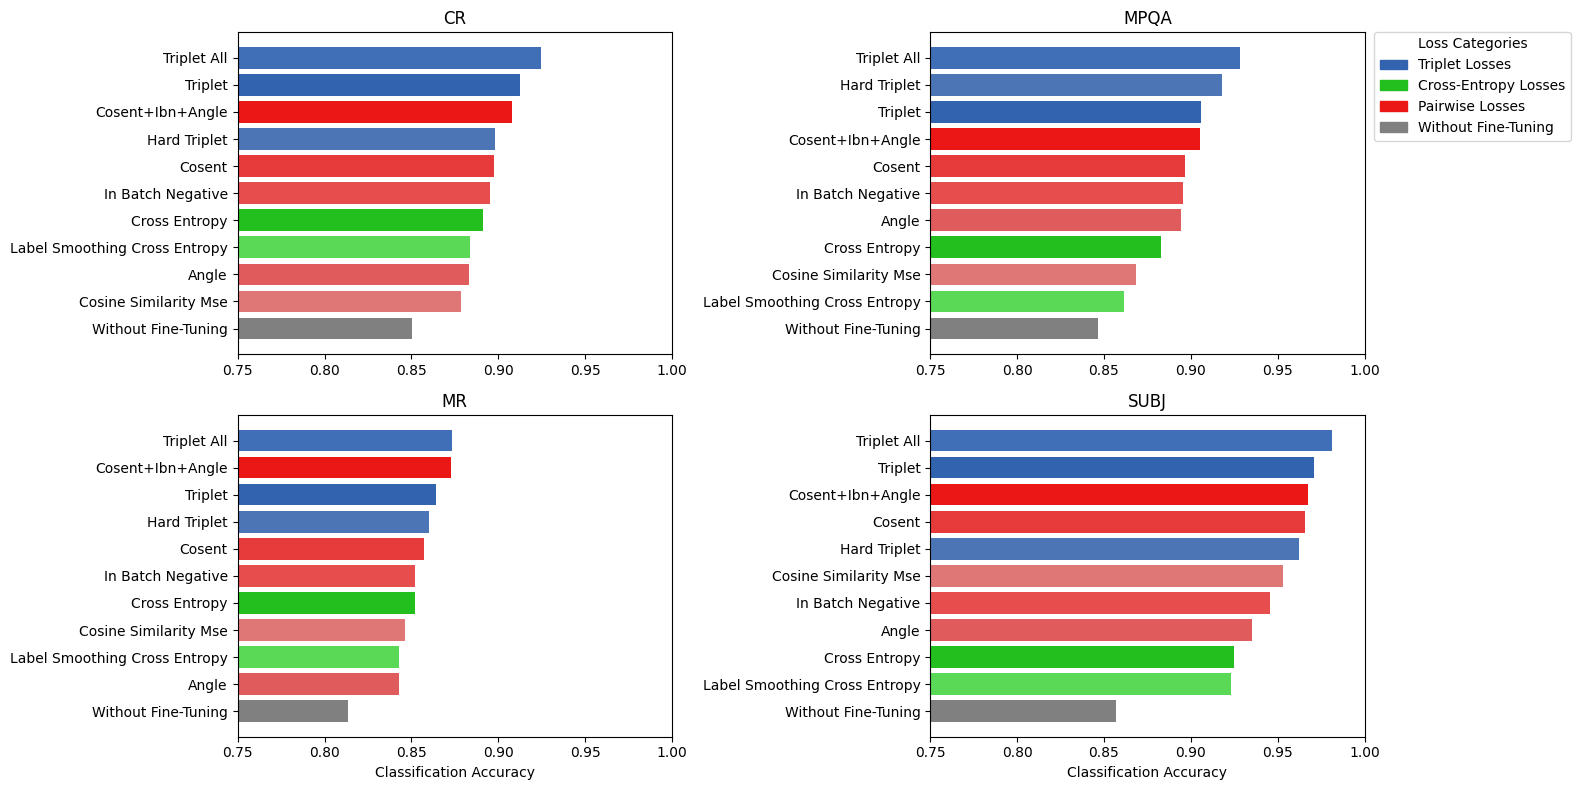 CR
Triplet All
Triplet
Cosent+Ibn+Angle
Hard Triplet
Cosent
In Batch Negative
Cross Entropy
Label Smoothing Cross Entropy
Angle
Cosine Similarity Mse
Without Fine-Tuning
0.75 0.80 0.85 0.90 0.95 1.00
MPQA
Triplet All
Hard Triplet
Triplet
Cosent+Ibn+Angle
Cosent
In Batch Negative
Angle
Cross Entropy
Cosine Similarity Mse
Label Smoothing Cross Entropy
Without Fine-Tuning
0.75 0.80 0.85 0.90 0.95 1.00
Loss Categories
Triplet Losses
Cross-Entropy Losses
Pairwise Losses
Without Fine-Tuning
MR
Triplet All
Cosent+Ibn+Angle
Triplet
Hard Triplet
Cosent
In Batch Negative
Cross Entropy
Cosine Similarity Mse
Label Smoothing Cross Entropy
Angle
Without Fine-Tuning
0.75 0.80 0.85 0.90 0.95 1.00
Classification Accuracy
SUBJ
Triplet All
Triplet
Cosent+Ibn+Angle
Cosent
Hard Triplet
Cosine Similarity Mse
In Batch Negative
Angle
Cross Entropy
Label Smoothing Cross Entropy
Without Fine-Tuning
0.75 0.80 0.85 0.90 0.95 1.00
Classification Accuracy